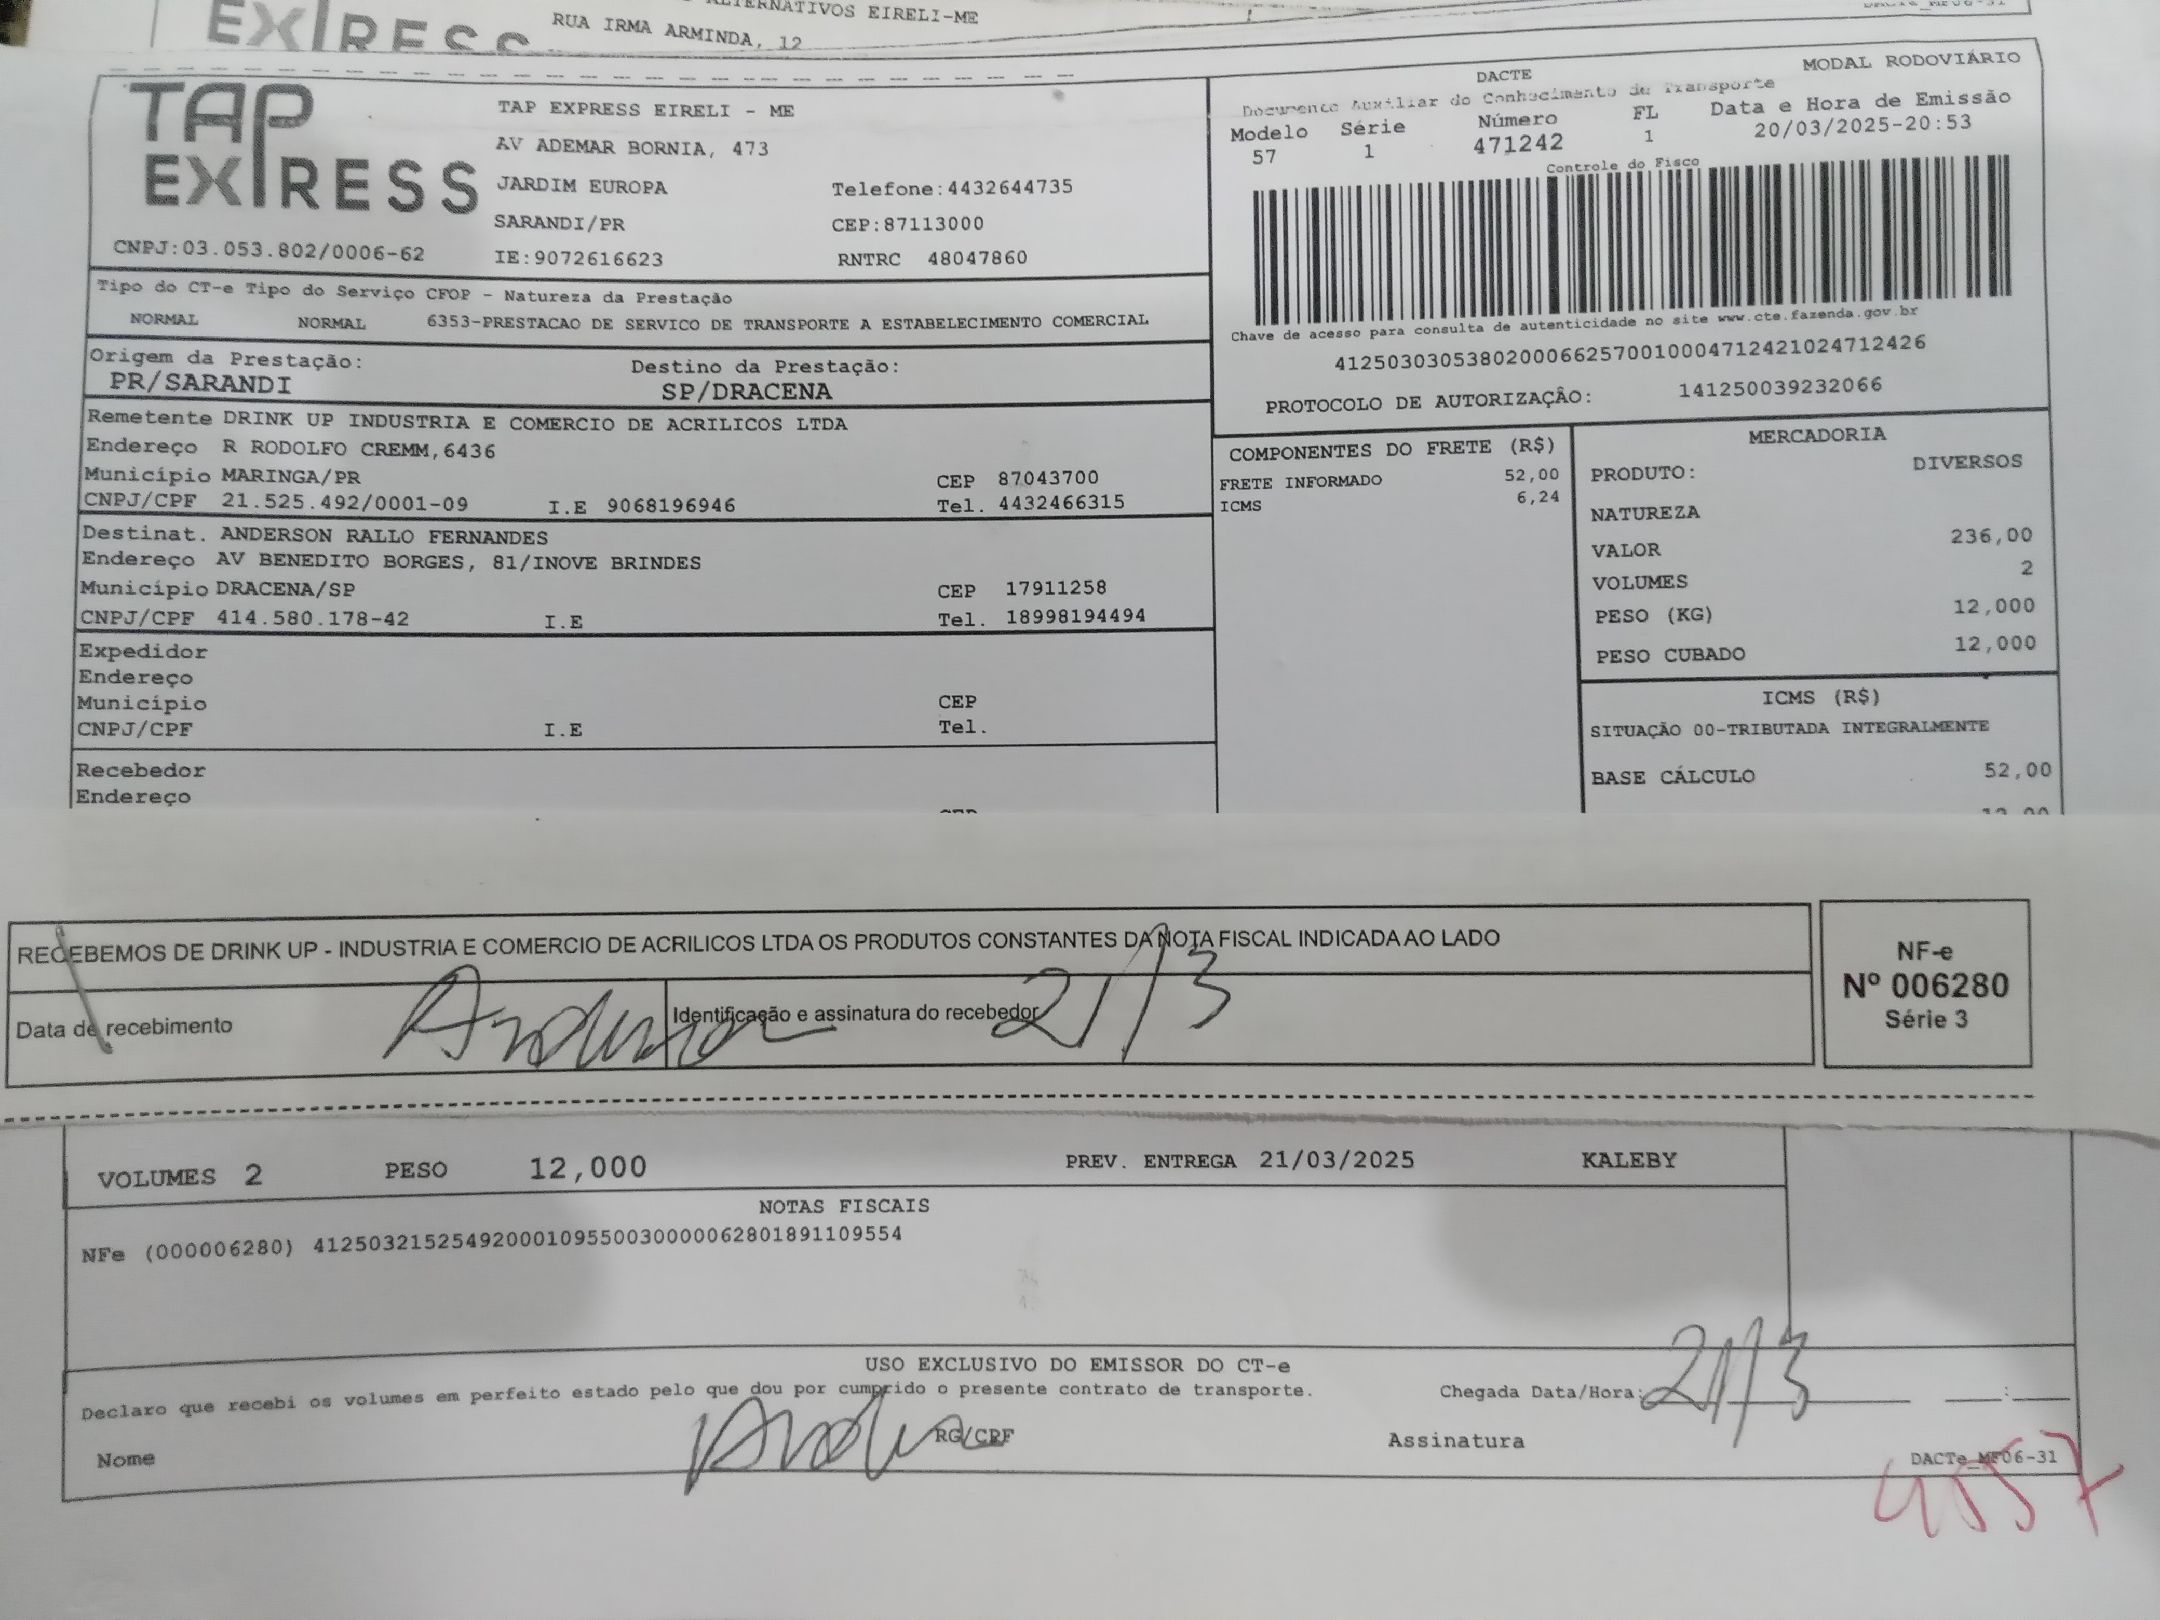 ALTERNATIVOS EIRELI-ME
RUA IRMA ARMINDA, 12
EXPRESS
TAP EXPRESS
TAP EXPRESS EIRELI - ME
AV ADEMAR BORNIA, 473
JARDIM EUROPA Telefone:4432644735
SARANDI/PR CEP:87113000
CNPJ:03.053.802/0006-62 IE:9072616623 RNTRC 48047860
MODAL RODOVIÁRIO
DACTE
Documento Auxiliar do Conhecimento de Transporte
Modelo Série Número FL Data e Hora de Emissão
57 1 471242 1 20/03/2025-20:53
Controle do Fisco
Chave de acesso para consulta de autenticidade no site www.cte.fazenda.gov.br
41250303053802000662570010004712421024712426
PROTOCOLO DE AUTORIZAÇÂO: 141250039232066
Tipo do CT-e Tipo do Serviço CFOP - Natureza da Prestação
NORMAL NORMAL 6353-PRESTACAO DE SERVICO DE TRANSPORTE A ESTABELECIMENTO COMERCIAL
Origem da Prestação: Destino da Prestação:
PR/SARANDI SP/DRACENA
Remetente DRINK UP INDUSTRIA E COMERCIO DE ACRILICOS LTDA
Endereço R RODOLFO CREMM,6436
Município MARINGA/PR CEP 87043700
CNPJ/CPF 21.525.492/0001-09 I.E 9068196946 Tel. 4432466315
Destinat. ANDERSON RALLO FERNANDES
Endereço AV BENEDITO BORGES, 81/INOVE BRINDES
Município DRACENA/SP CEP 17911258
CNPJ/CPF 414.580.178-42 I.E Tel. 18998194494
Expedidor
Endereço
Município CEP
CNPJ/CPF I.E Tel.
Recebedor
Endereço
COMPONENTES DO FRETE (R$)
FRETE INFORMADO 52,00
ICMS 6,24
MERCADORIA
PRODUTO: DIVERSOS
NATUREZA
VALOR 236,00
VOLUMES 2
PESO (KG) 12,000
PESO CUBADO 12,000
ICMS (R$)
SITUAÇÃO 00-TRIBUTADA INTEGRALMENTE
BASE CÁLCULO 52,00
RECEBEMOS DE DRINK UP - INDUSTRIA E COMERCIO DE ACRILICOS LTDA OS PRODUTOS CONSTANTES DA NOTA FISCAL INDICADA AO LADO
Data de recebimento Identificação e assinatura do recebedor
Anderson 21/3
NF-e
Nº 006280
Série 3
VOLUMES 2 PESO 12,000 PREV. ENTREGA 21/03/2025 KALEBY
NOTAS FISCAIS
NFe (000006280) 41250321525492000109550030000062801891109554
USO EXCLUSIVO DO EMISSOR DO CT-e
Declaro que recebi os volumes em perfeito estado pelo que dou por cumprido o presente contrato de transporte. Chegada Data/Hora: 21/3 :
Nome RG/CPF Assinatura
DACTe_MF06-31